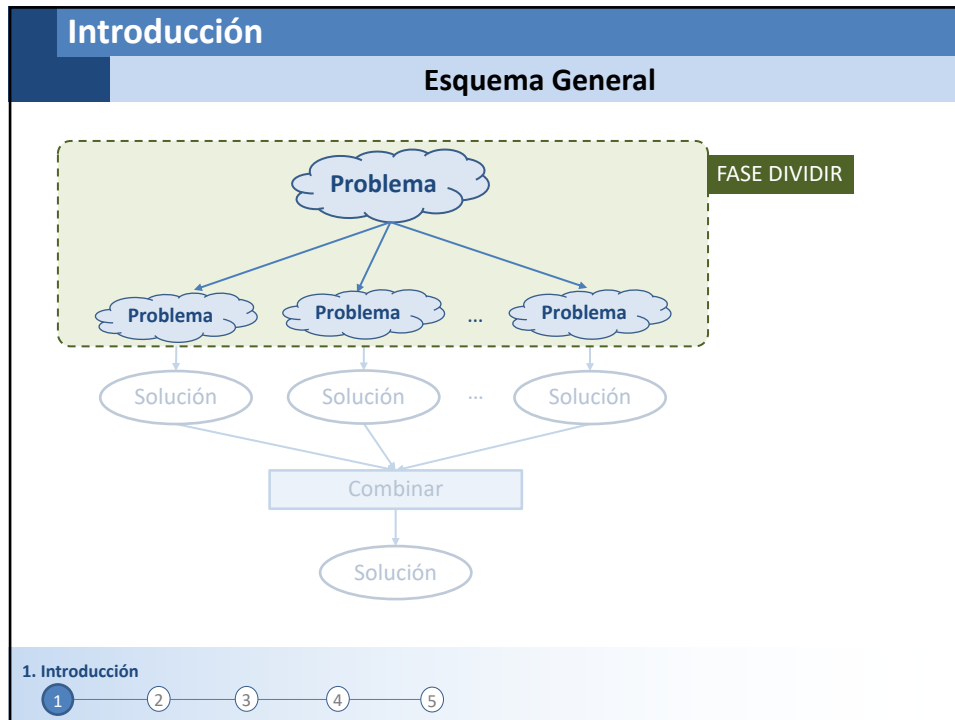 Introducción
Esquema General
Problema
FASE DIVIDIR
Problema
Problema
...
Problema
Solución
Solución
...
Solución
Combinar
Solución
1. Introducción
1
2
3
4
5